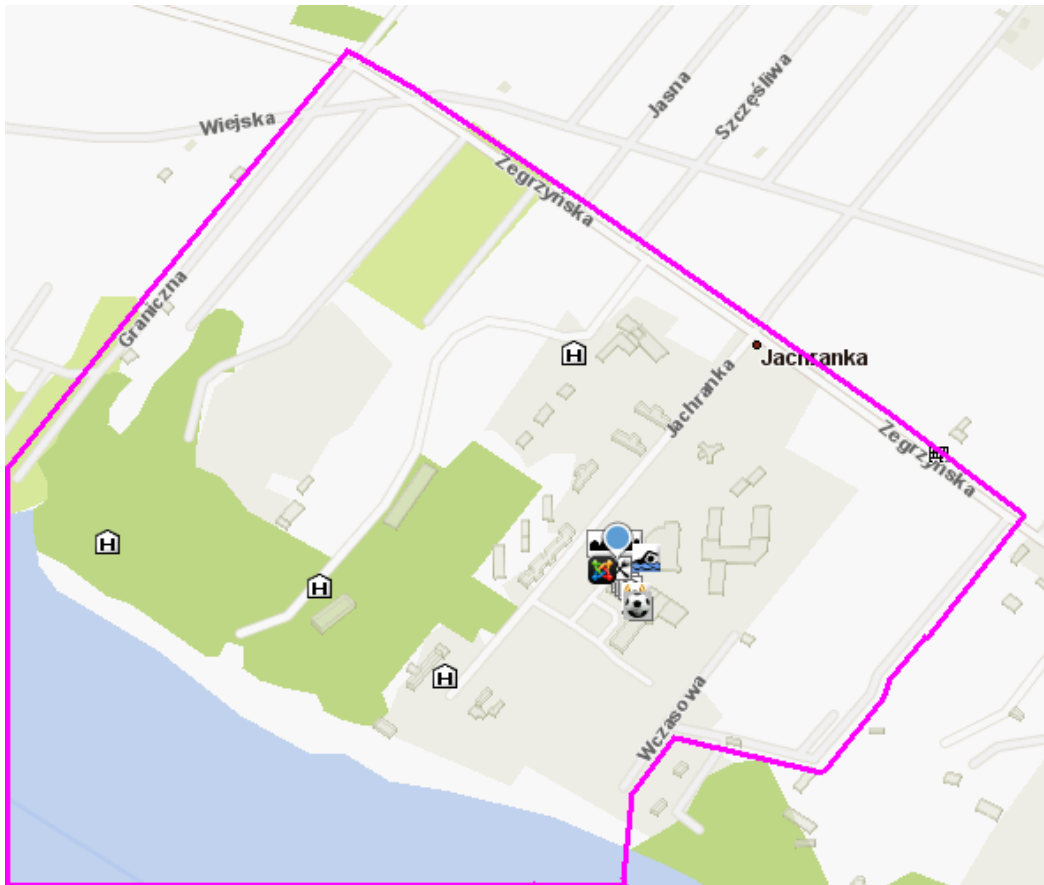 Wiejska
Jasna
Szczęśliwa
Zegrzyńska
Graniczna
Jachranka
Jachranka
Zegrzyńska
H
H
H
H
Wczasowa